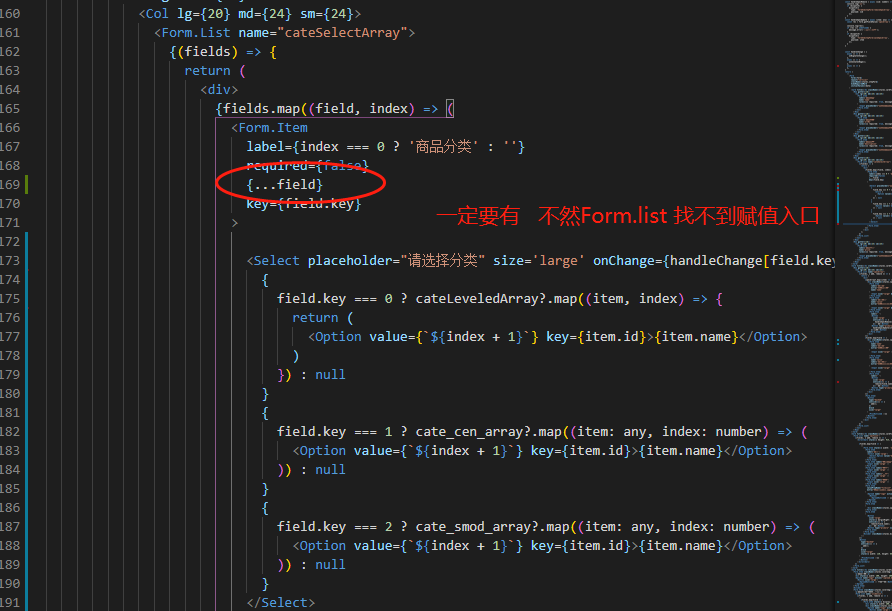 160 <Col lg={20} md={24} sm={24}>
161 <Form.List name="cateSelectArray">
162 {(fields) => {
163 return (
164 <div>
165 {fields.map((field, index) => (
166 <Form.Item
167 label={index === 0 ? '商品分类' : ''}
168 required={false}
169 {...field}
170 key={field.key}
一定要有 不然Form.list 找不到赋值入口
171 >
172
173 <Select placeholder="请选择分类" size='large' onChange={handleChange[field.key
174 {
175 field.key === 0 ? cateLeveledArray?.map((item, index) => {
176 return (
177 <Option value={`${index + 1}`} key={item.id}>{item.name}</Option>
178 )
179 }) : null
180 }
181 {
182 field.key === 1 ? cate_cen_array?.map((item: any, index: number) => (
183 <Option value={`${index + 1}`} key={item.id}>{item.name}</Option>
184 )) : null
185 }
186 {
187 field.key === 2 ? cate_smod_array?.map((item: any, index: number) => (
188 <Option value={`${index + 1}`} key={item.id}>{item.name}</Option>
189 )) : null
190 }
191 </Select>